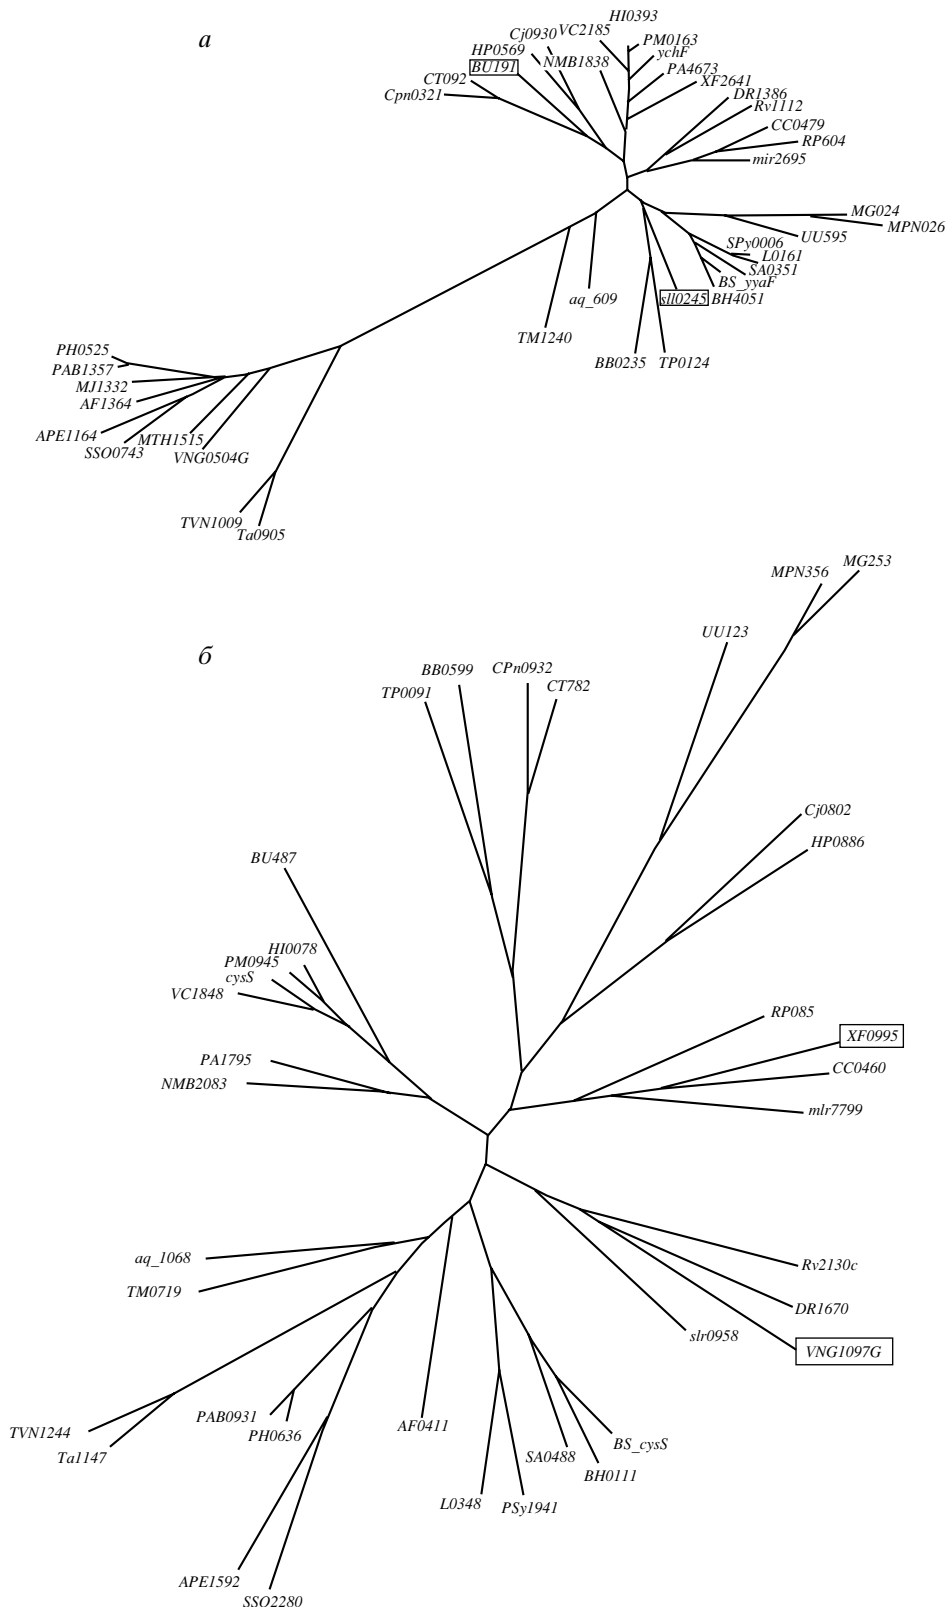 а
HI0393
Cj0930
VC2185
PM0163
HP0569
ychF
BU191
NMB1838
PA4673
CT092
XF2641
Cpn0321
DR1386
Rv1112
CC0479
RP604
mir2695
MG024
MPN026
UU595
SPy0006
L0161
SA0351
BS_yyaF
BH4051
sll0245
aq_609
TM1240
BB0235
TP0124
PH0525
PAB1357
MJ1332
AF1364
APE1164
SSO0743
MTH1515
VNG0504G
TVN1009
Ta0905
б
MPN356
MG253
UU123
BB0599
CPn0932
CT782
TP0091
Cj0802
HP0886
BU487
HI0078
PM0945
cysS
VC1848
RP085
XF0995
PA1795
CC0460
NMB2083
mlr7799
aq_1068
Rv2130c
TM0719
DR1670
slr0958
VNG1097G
PAB0931
AF0411
TVN1244
PH0636
BS_cysS
Ta1147
SA0488
BH0111
L0348
PSy1941
APE1592
SSO2280